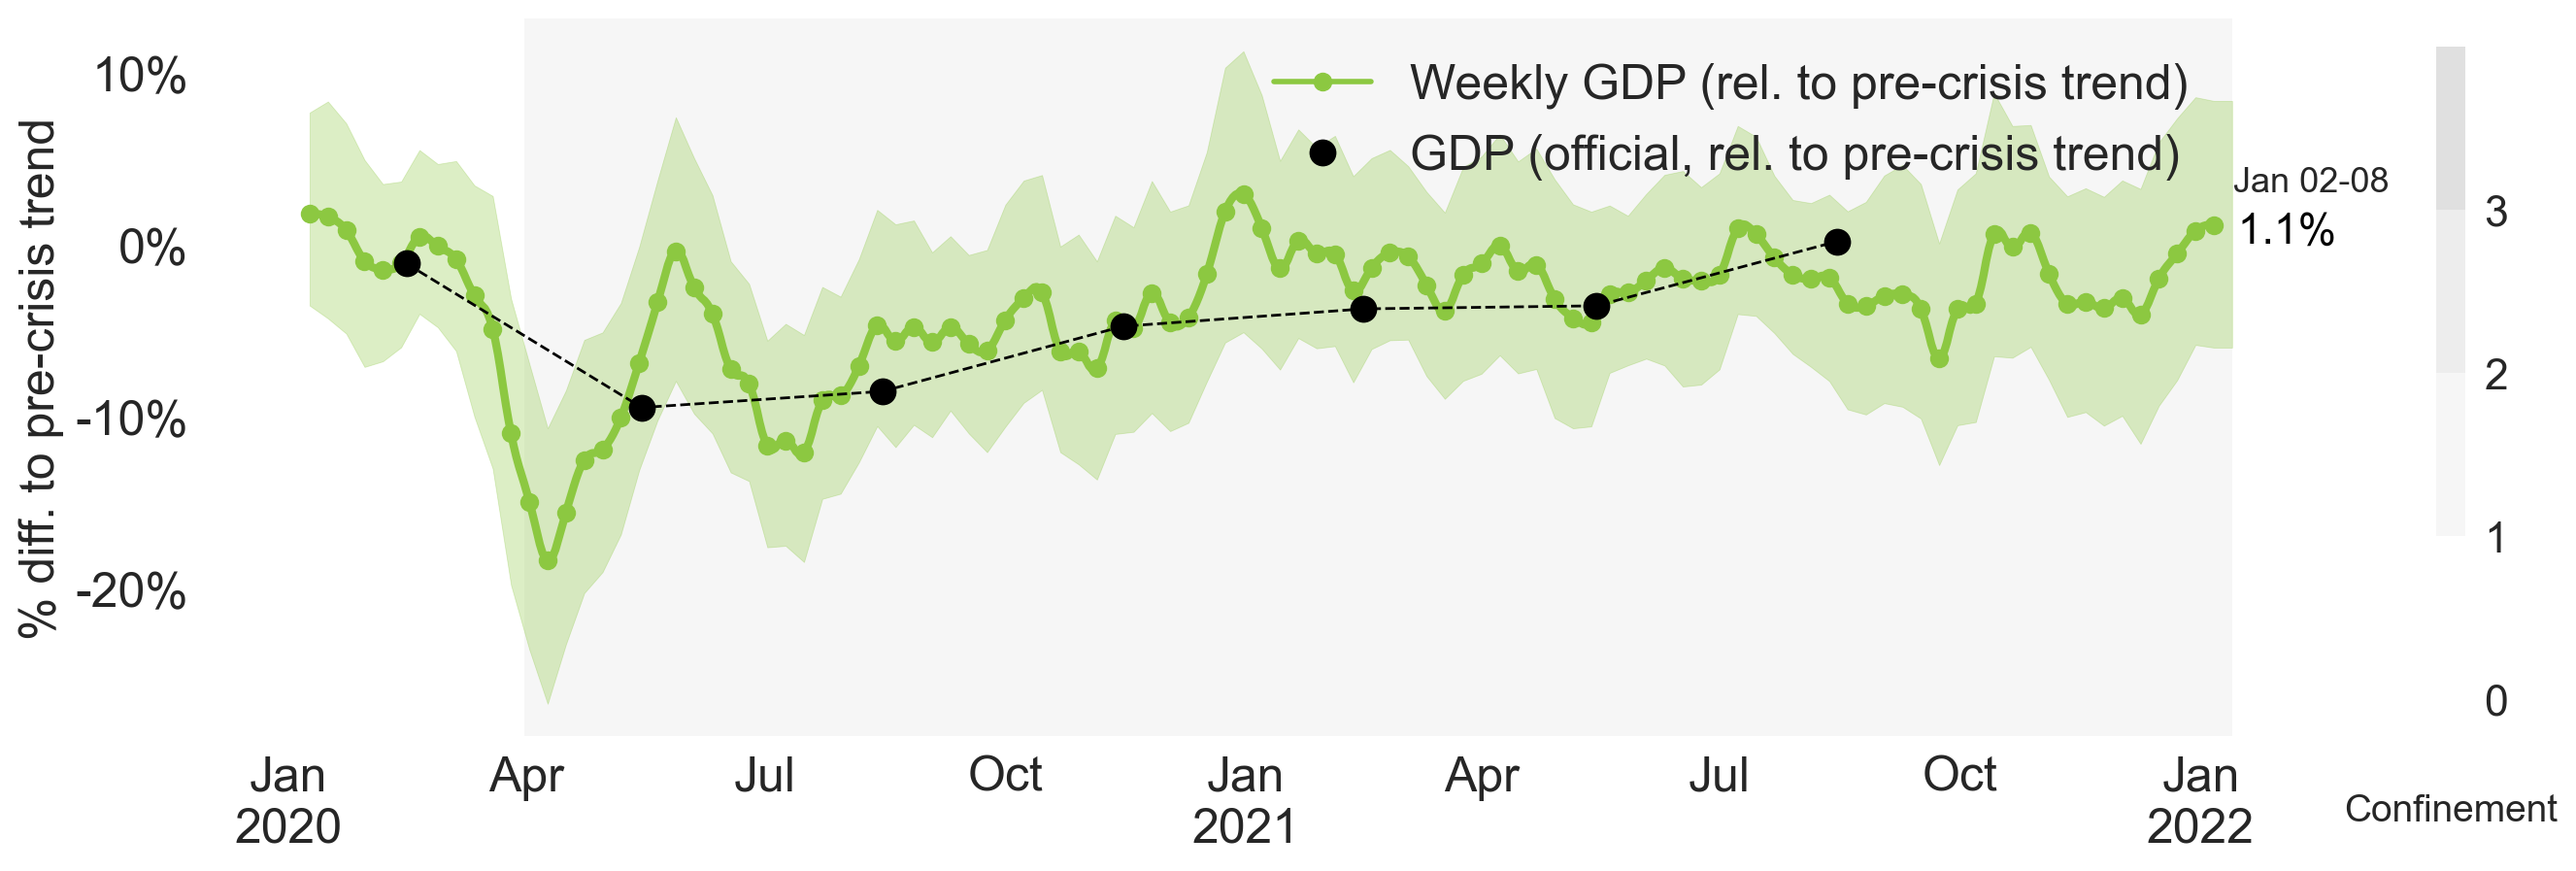 % diff. to pre-crisis trend
10%
0%
-10%
-20%
Weekly GDP (rel. to pre-crisis trend)
GDP (official, rel. to pre-crisis trend)
Jan 02-08
1.1%
3
2
1
0
Confinement
Jan Apr Jul Oct Jan Apr Jul Oct Jan
2020 2021 2022